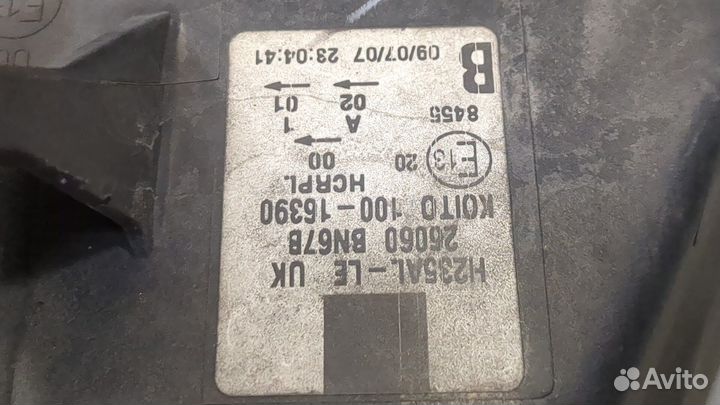 H235AL-LE UK
26060 BN67B
KOITO 100-16390
HCRPL
E13 20 00
→
8455 A 1
02 01
→ →
B 09/07/07 23:04:41
Avito